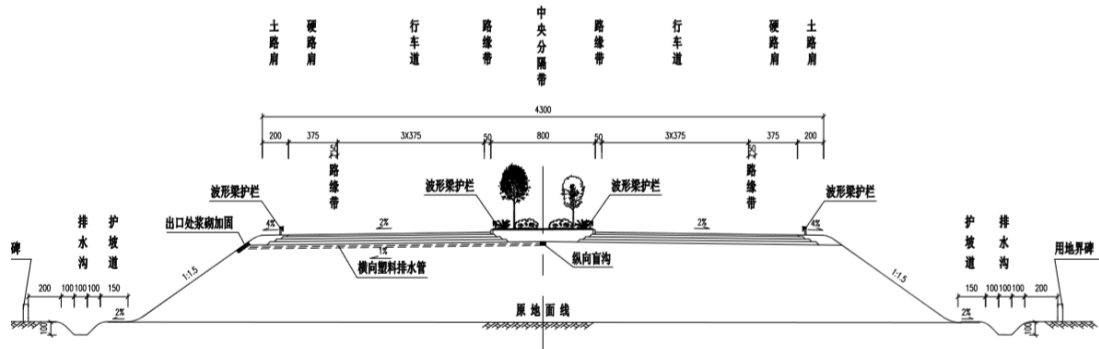 土路肩
硬路肩
行车道
路缘带
中央分隔带
路缘带
行车道
硬路肩
土路肩
4300
200
375
3X375
50
800
50
3X375
375
200
50
路缘带
50
路缘带
波形梁护栏
波形梁护栏
波形梁护栏
波形梁护栏
出口处浆砌加固
4%
2%
2%
4%
1%
横向塑料排水管
纵向盲沟
碑
排水沟
护坡道
1:1.5
1:1.5
护坡道
排水沟
用地界碑
200
100
100
100
150
150
100
100
100
200
2%
2%
100
100
原地面线